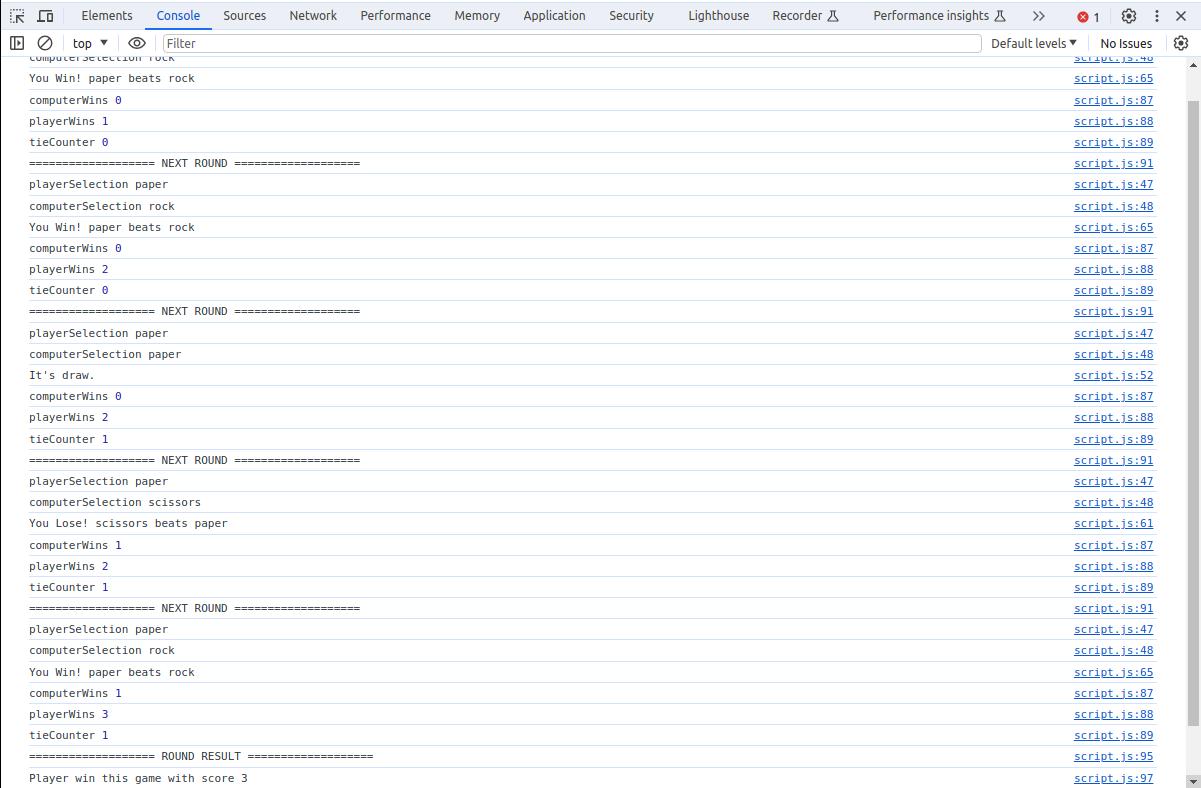 Elements Console Sources Network Performance Memory Application Security Lighthouse Recorder Performance insights 1
top Filter Default levels No Issues
computerSelection rock script.js:48
You Win! paper beats rock script.js:65
computerWins 0 script.js:87
playerWins 1 script.js:88
tieCounter 0 script.js:89
=================== NEXT ROUND =================== script.js:91
playerSelection paper script.js:47
computerSelection rock script.js:48
You Win! paper beats rock script.js:65
computerWins 0 script.js:87
playerWins 2 script.js:88
tieCounter 0 script.js:89
=================== NEXT ROUND =================== script.js:91
playerSelection paper script.js:47
computerSelection paper script.js:48
It's draw. script.js:52
computerWins 0 script.js:87
playerWins 2 script.js:88
tieCounter 1 script.js:89
=================== NEXT ROUND =================== script.js:91
playerSelection paper script.js:47
computerSelection scissors script.js:48
You Lose! scissors beats paper script.js:61
computerWins 1 script.js:87
playerWins 2 script.js:88
tieCounter 1 script.js:89
=================== NEXT ROUND =================== script.js:91
playerSelection paper script.js:47
computerSelection rock script.js:48
You Win! paper beats rock script.js:65
computerWins 1 script.js:87
playerWins 3 script.js:88
tieCounter 1 script.js:89
=================== ROUND RESULT =================== script.js:95
Player win this game with score 3 script.js:97